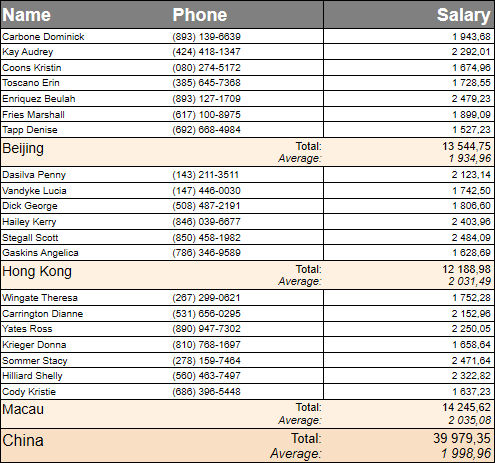 Name Phone Salary
Carbone Dominick (893) 139-6639 1 943,68
Kay Audrey (424) 418-1347 2 292,01
Coons Kristin (080) 274-5172 1 674,96
Toscano Erin (385) 645-7368 1 728,55
Enriquez Beulah (893) 127-1709 2 479,23
Fries Marshall (617) 100-8975 1 899,09
Tapp Denise (692) 668-4984 1 527,23
Beijing Total: 13 544,75
Average: 1 934,96
Dasilva Penny (143) 211-3511 2 123,14
Vandyke Lucia (147) 446-0030 1 742,50
Dick George (508) 487-2191 1 806,60
Hailey Kerry (846) 039-6677 2 403,96
Stegall Scott (850) 458-1982 2 484,09
Gaskins Angelica (786) 346-9589 1 628,69
Hong Kong Total: 12 188,98
Average: 2 031,49
Wingate Theresa (267) 299-0621 1 752,28
Carrington Dianne (531) 656-0295 2 152,96
Yates Ross (890) 947-7302 2 250,05
Krieger Donna (810) 768-1697 1 658,64
Sommer Stacy (278) 159-7464 2 471,64
Hilliard Shelly (560) 463-7497 2 322,82
Cody Kristie (686) 396-5448 1 637,23
Macau Total: 14 245,62
Average: 2 035,08
China Total: 39 979,35
Average: 1 998,96